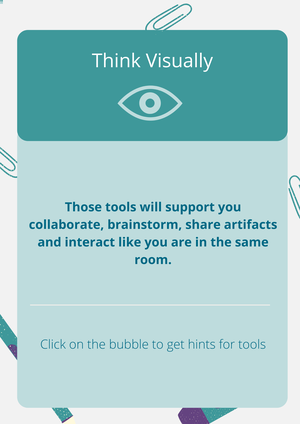 Think Visually
Those tools will support you
collaborate, brainstorm, share artifacts
and interact like you are in the same
room.
Click on the bubble to get hints for tools